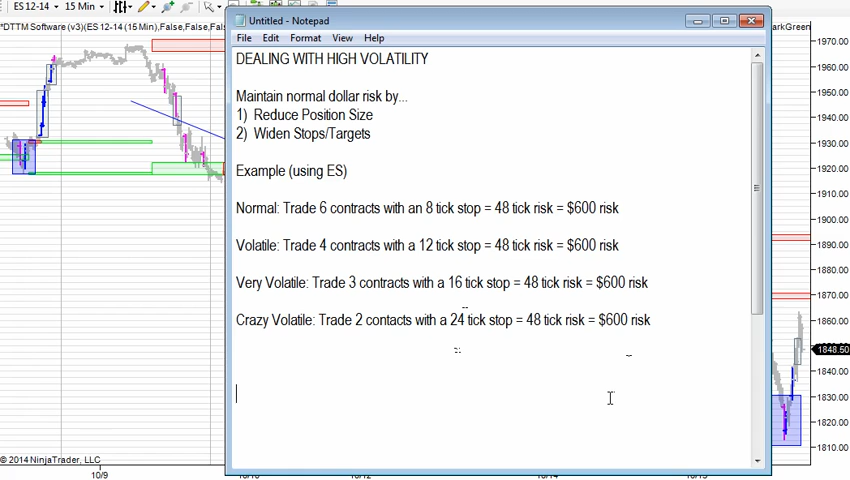 ES 12-14
15 Min
*DTTM Software (v3)(ES 12-14 (15 Min),False,False,Fals
arkGreen
Untitled - Notepad
File Edit Format View Help
DEALING WITH HIGH VOLATILITY
Maintain normal dollar risk by...
1) Reduce Position Size
2) Widen Stops/Targets
Example (using ES)
Normal: Trade 6 contracts with an 8 tick stop = 48 tick risk = $600 risk
Volatile: Trade 4 contracts with a 12 tick stop = 48 tick risk = $600 risk
Very Volatile: Trade 3 contracts with a 16 tick stop = 48 tick risk = $600 risk
Crazy Volatile: Trade 2 contacts with a 24 tick stop = 48 tick risk = $600 risk
1970.00
1960.00
1950.00
1940.00
1930.00
1920.00
1910.00
1900.00
1890.00
1880.00
1870.00
1860.00
1848.50
1840.00
1830.00
1820.00
1810.00
© 2014 NinjaTrader, LLC
10/9
10/12
10/14